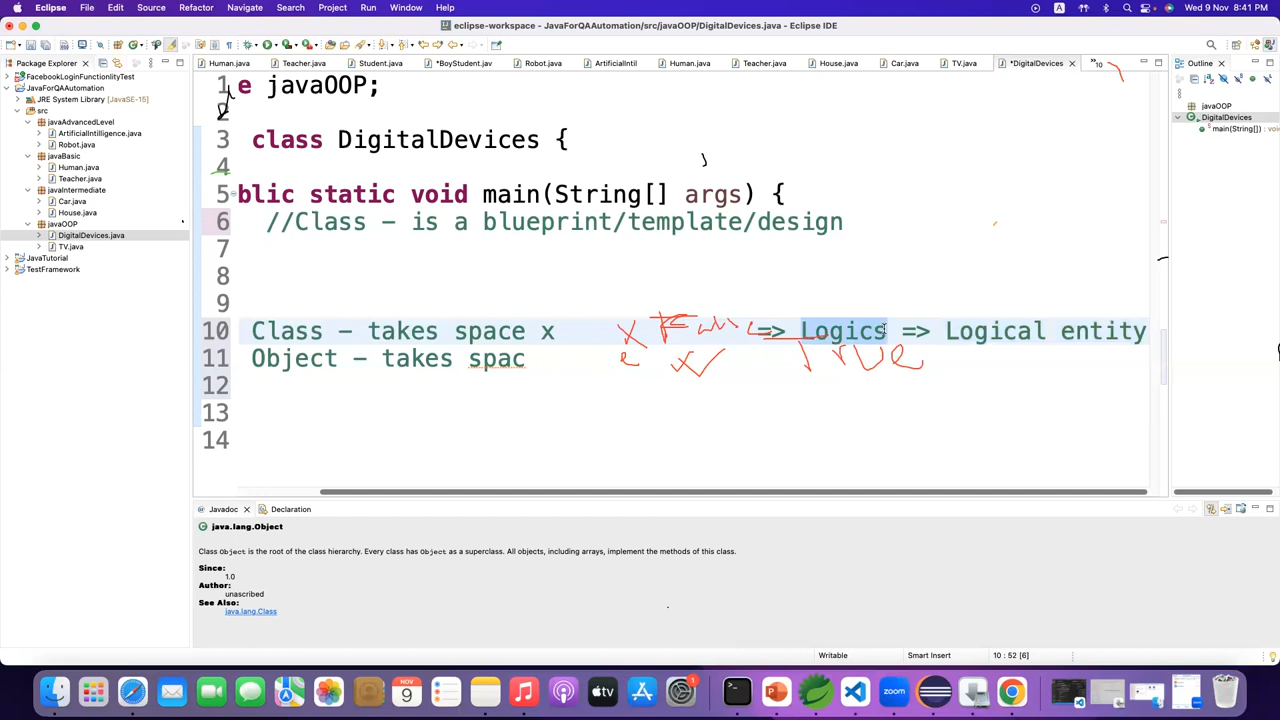 Eclipse File Edit Source Refactor Navigate Search Project Run Window Help A Wed 9 Nov 8:41 PM
eclipse-workspace - JavaForQAAutomation/src/javaOOP/DigitalDevices.java - Eclipse IDE
Package Explorer
FacebookLoginFunctionlityTest
JavaForQAAutomation
JRE System Library [JavaSE-15]
src
javaAdvancedLevel
ArtificialIntilligence.java
Robot.java
javaBasic
Human.java
Teacher.java
javaIntermediate
Car.java
House.java
javaOOP
DigitalDevices.java
TV.java
JavaTutorial
TestFramework
Human.java Teacher.java Student.java *BoyStudent.java Robot.java ArtificialIntil Human.java Teacher.java House.java Car.java TV.java *DigitalDevices 10
1 e javaOOP;
2
3 class DigitalDevices {
4
5 blic static void main(String[] args) {
6 //Class - is a blueprint/template/design
7
8
9
10 Class - takes space x => Logics => Logical entity
11 Object - takes spac
12
13
14
x
e x
True
Outline
javaOOP
DigitalDevices
main(String[]) : voi
Javadoc Declaration
java.lang.Object
Class Object is the root of the class hierarchy. Every class has Object as a superclass. All objects, including arrays, implement the methods of this class.
Since:
1.0
Author:
unascribed
See Also:
java.lang.Class
Writable Smart Insert 10 : 52 [6]
NOV
9
tv
zoom